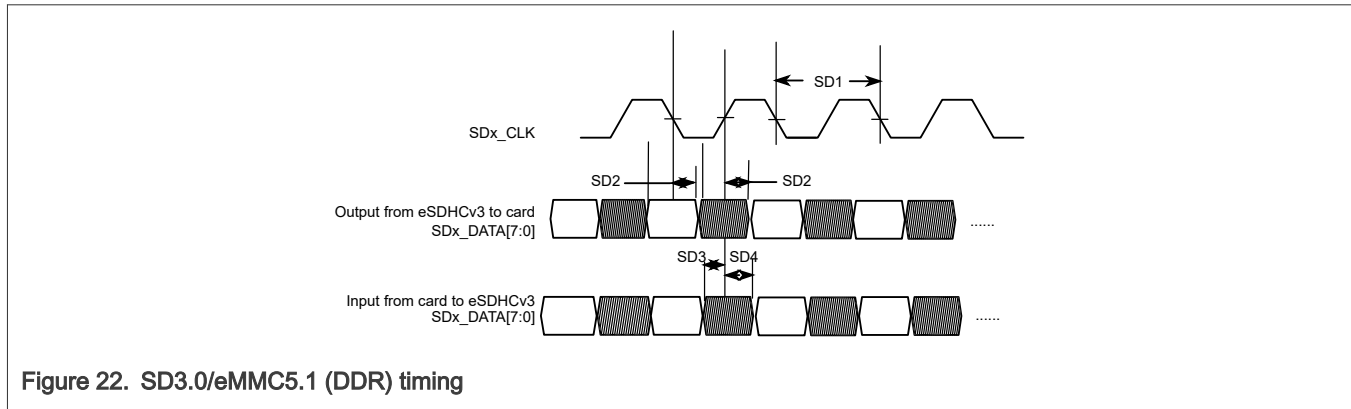 SD1
SDx_CLK
SD2
SD2
Output from eSDHCv3 to card
SDx_DATA[7:0]
......
SD3
SD4
Input from card to eSDHCv3
SDx_DATA[7:0]
......
Figure 22. SD3.0/eMMC5.1 (DDR) timing